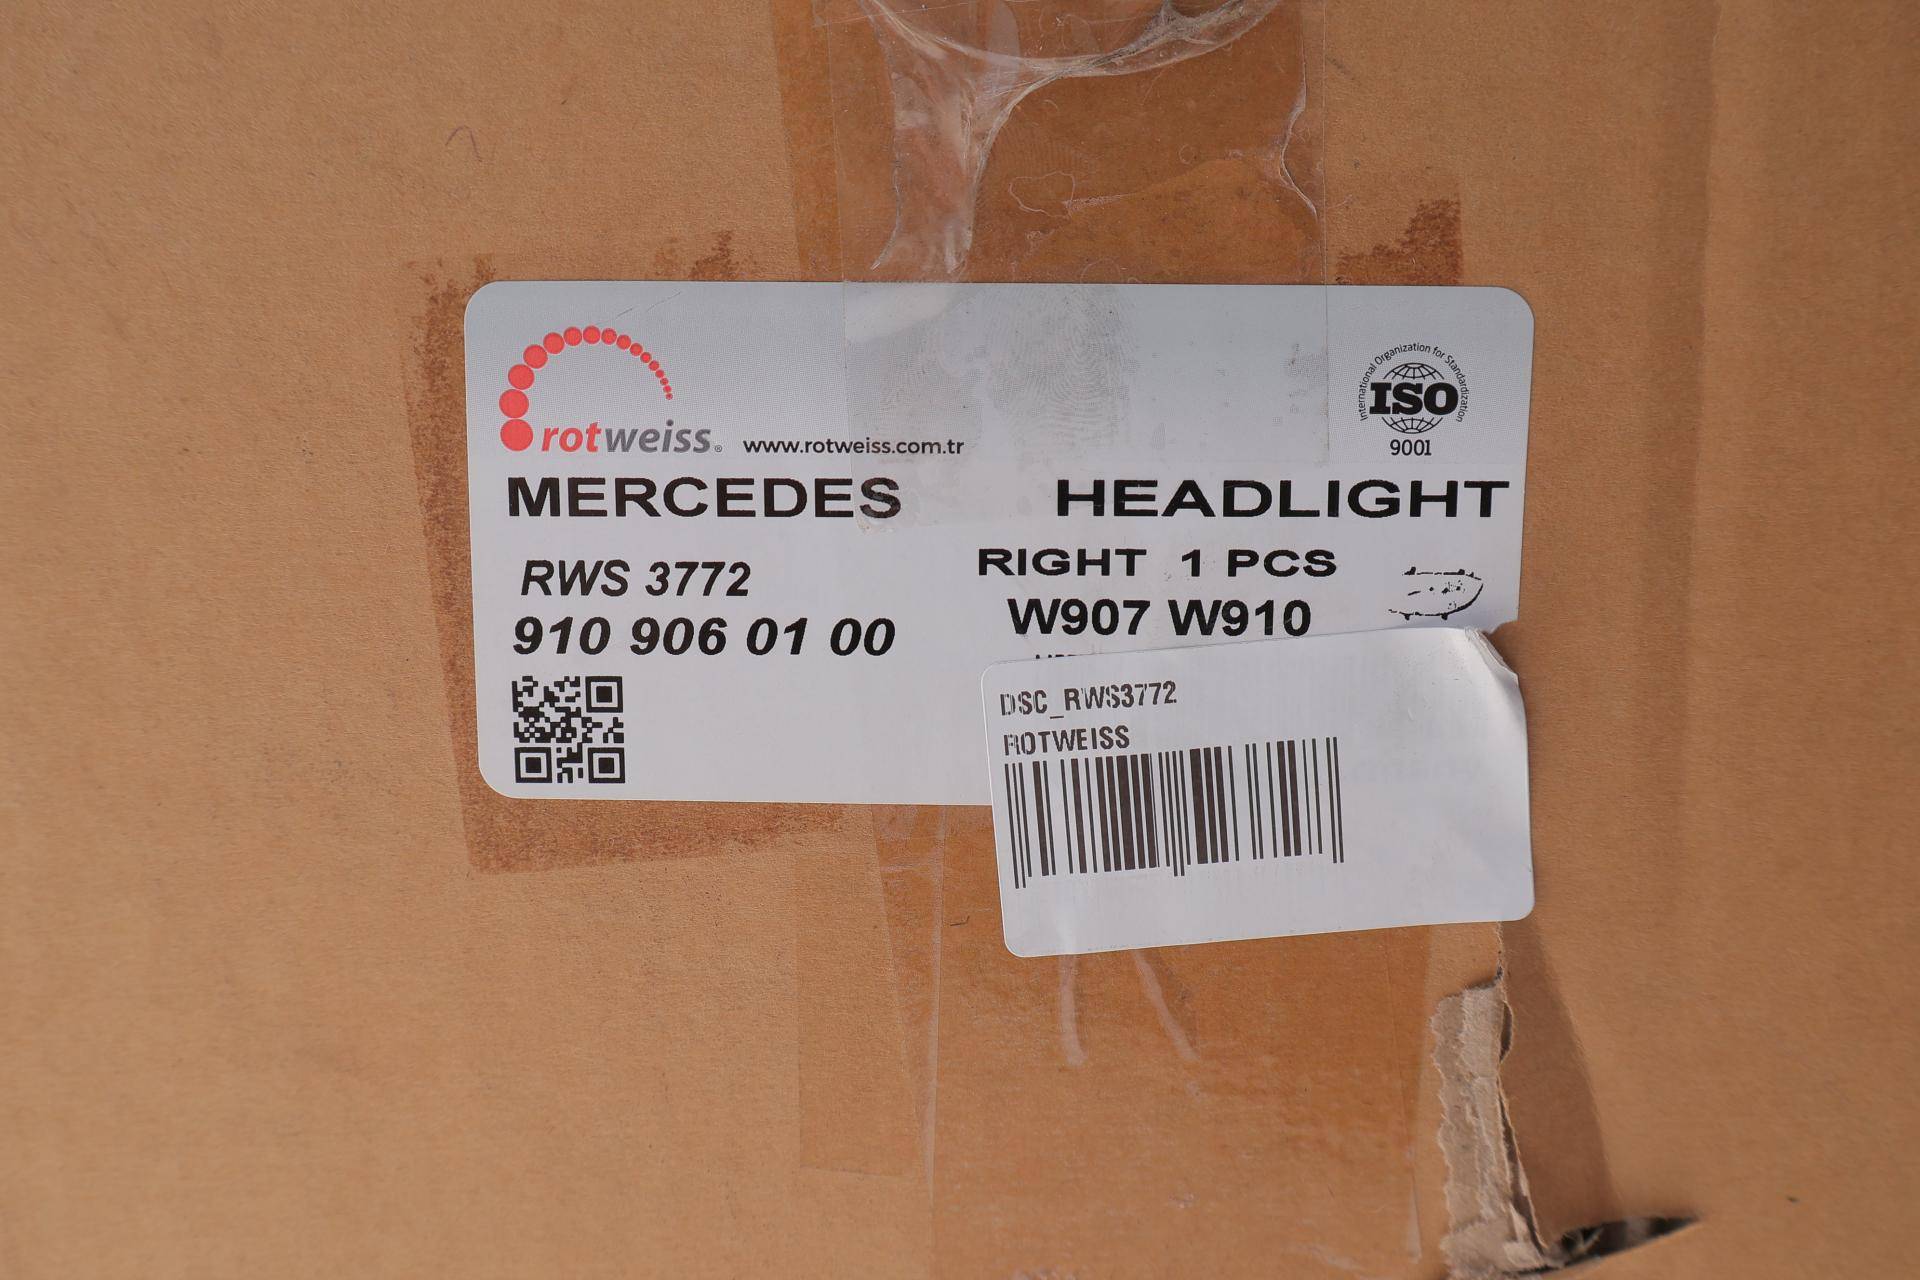 International Organization for Standardization
ISO
9001
rotweiss® www.rotweiss.com.tr
MERCEDES HEADLIGHT
RWS 3772 RIGHT 1 PCS
910 906 01 00 W907 W910
DSC_RWS3772
ROTWEISS